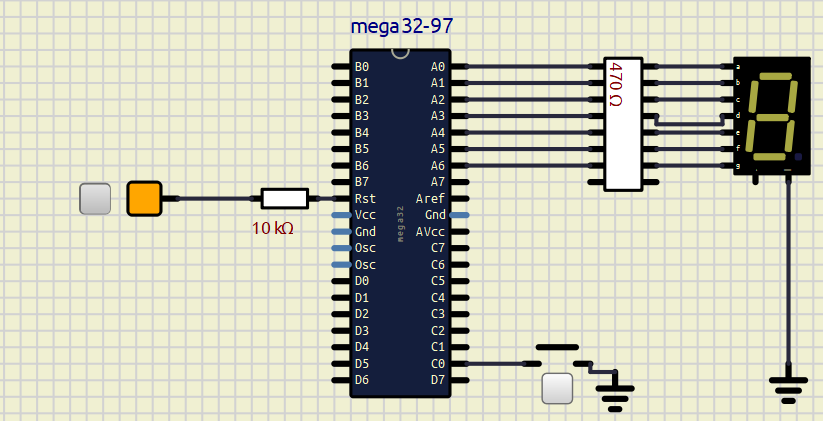 mega32-97
B0 A0
B1 A1
B2 A2
B3 A3
B4 A4
B5 A5
B6 A6
B7 A7
Rst Aref
Vcc Gnd
Gnd AVcc
Osc C7
Osc C6
D0 C5
D1 C4
D2 C3
D3 C2
D4 C1
D5 C0
D6 D7
mega32
10 kΩ
470 Ω
a
b
c
d
e
f
g